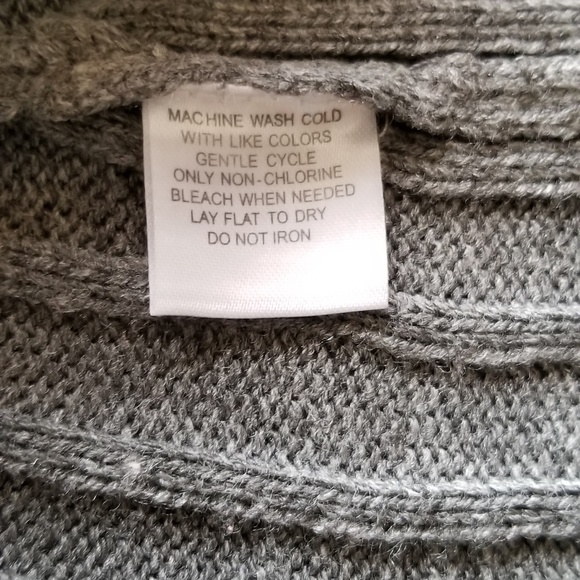 MACHINE WASH COLD
WITH LIKE COLORS
GENTLE CYCLE
ONLY NON-CHLORINE
BLEACH WHEN NEEDED
LAY FLAT TO DRY
DO NOT IRON